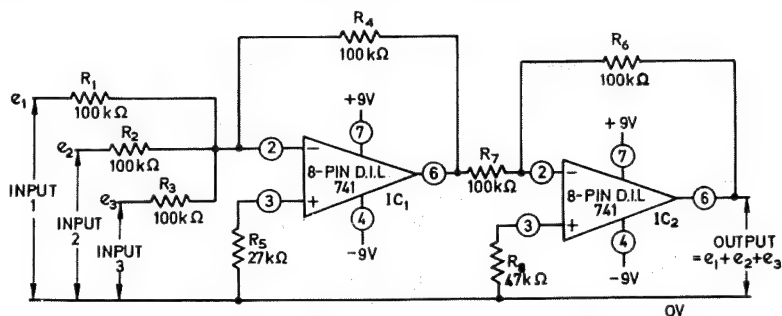 e1
R1
100kΩ
e2
R2
100kΩ
e3
R3
100kΩ
INPUT
1
INPUT
2
INPUT
3
R4
100kΩ
+9V
7
2
−
8-PIN D.I.L
741
IC1
6
3
+
4
−9V
R5
27kΩ
R6
100kΩ
R7
100kΩ
+9V
7
2
−
8-PIN D.I.L
741
IC2
6
3
+
4
−9V
R8
47kΩ
OUTPUT
= e1 + e2 + e3
0V